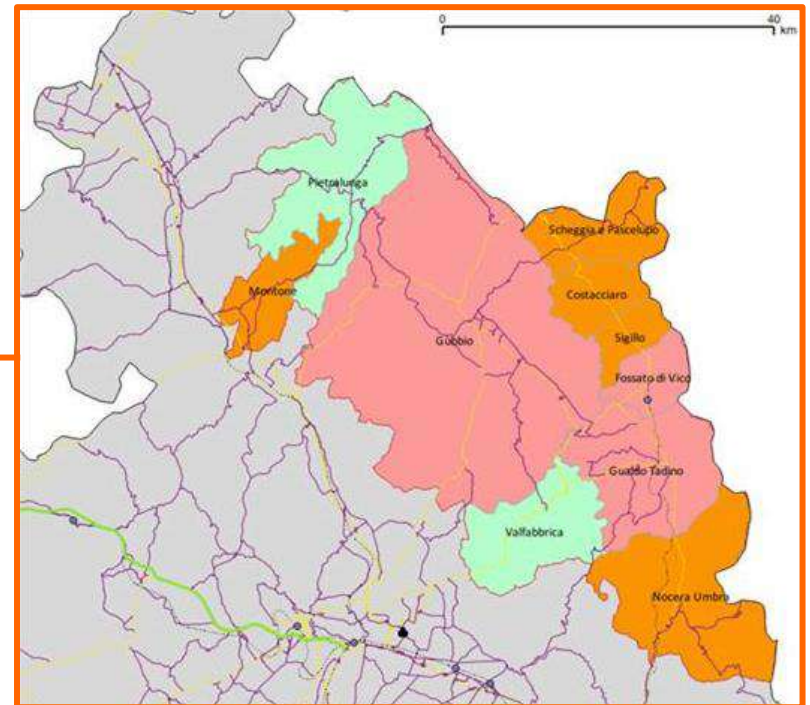 0
40
km
Pietralunga
Scheggia e Pascelupo
Montone
Costacciaro
Gubbio
Sigillo
Fossato di Vico
Gualdo Tadino
Valfabbrica
Nocera Umbra